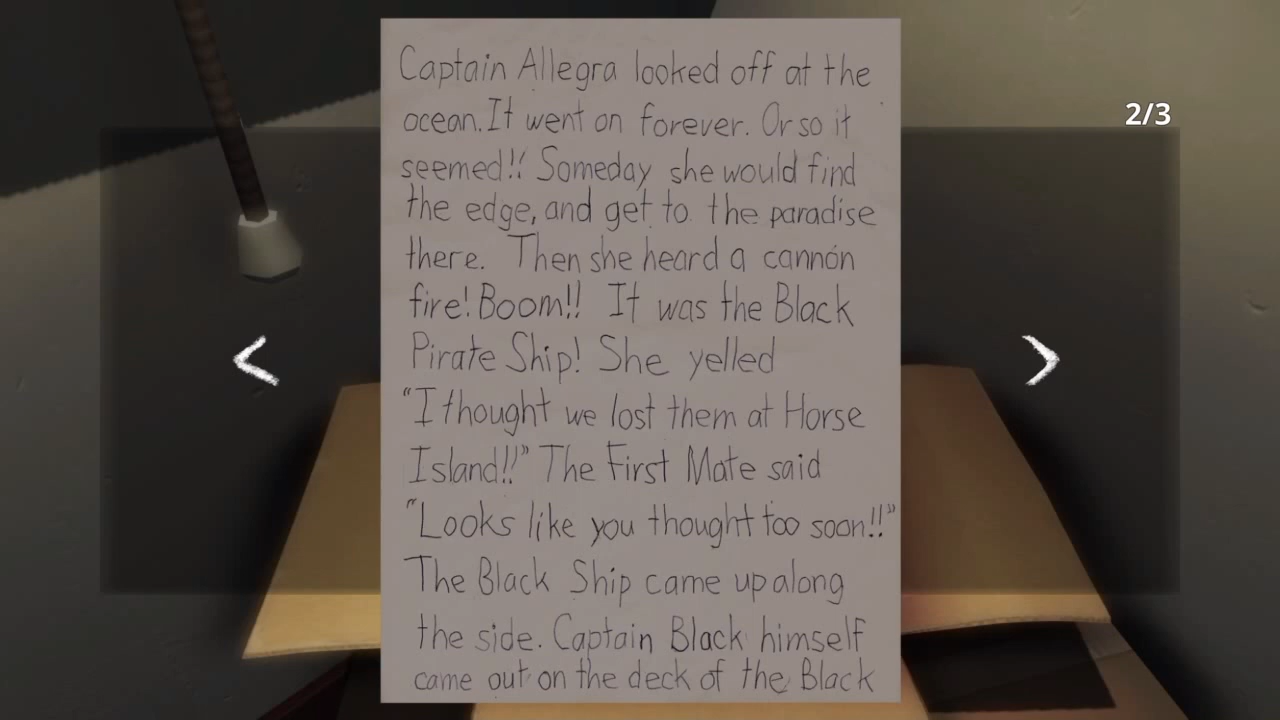 Captain Allegra looked off at the
ocean. It went on forever. Or so it
seemed!! Someday she would find
the edge, and get to the paradise
there. Then she heard a cannon
fire! Boom!! It was the Black
Pirate Ship! She yelled
"I thought we lost them at Horse
Island!!" The First Mate said
"Looks like you thought too soon!!"
The Black Ship came up along
the side. Captain Black himself
came out on the deck of the Black
2/3